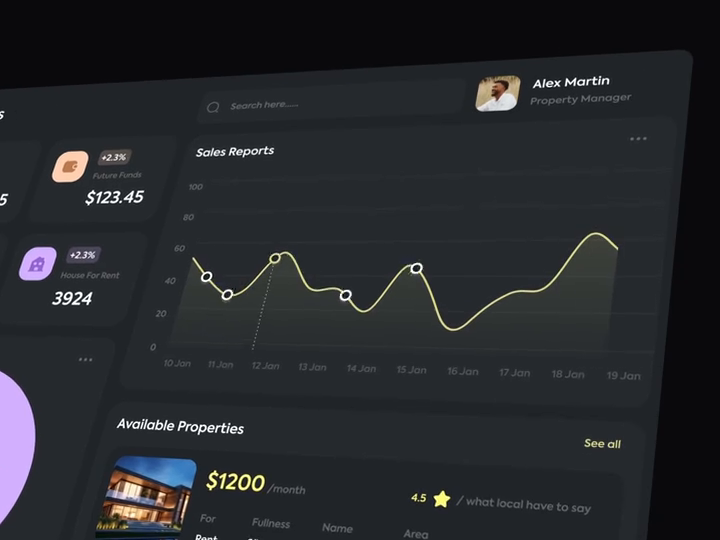 s
Search here......
Alex Martin
Property Manager
+2.3%
Future Funds
$123.45
5
+2.3%
House For Rent
3924
Sales Reports
100
80
60
40
20
0
10 Jan 11 Jan 12 Jan 13 Jan 14 Jan 15 Jan 16 Jan 17 Jan 18 Jan 19 Jan
Available Properties
See all
$1200 /month
4.5 / what local have to say
For Fullness Name Area
Rent